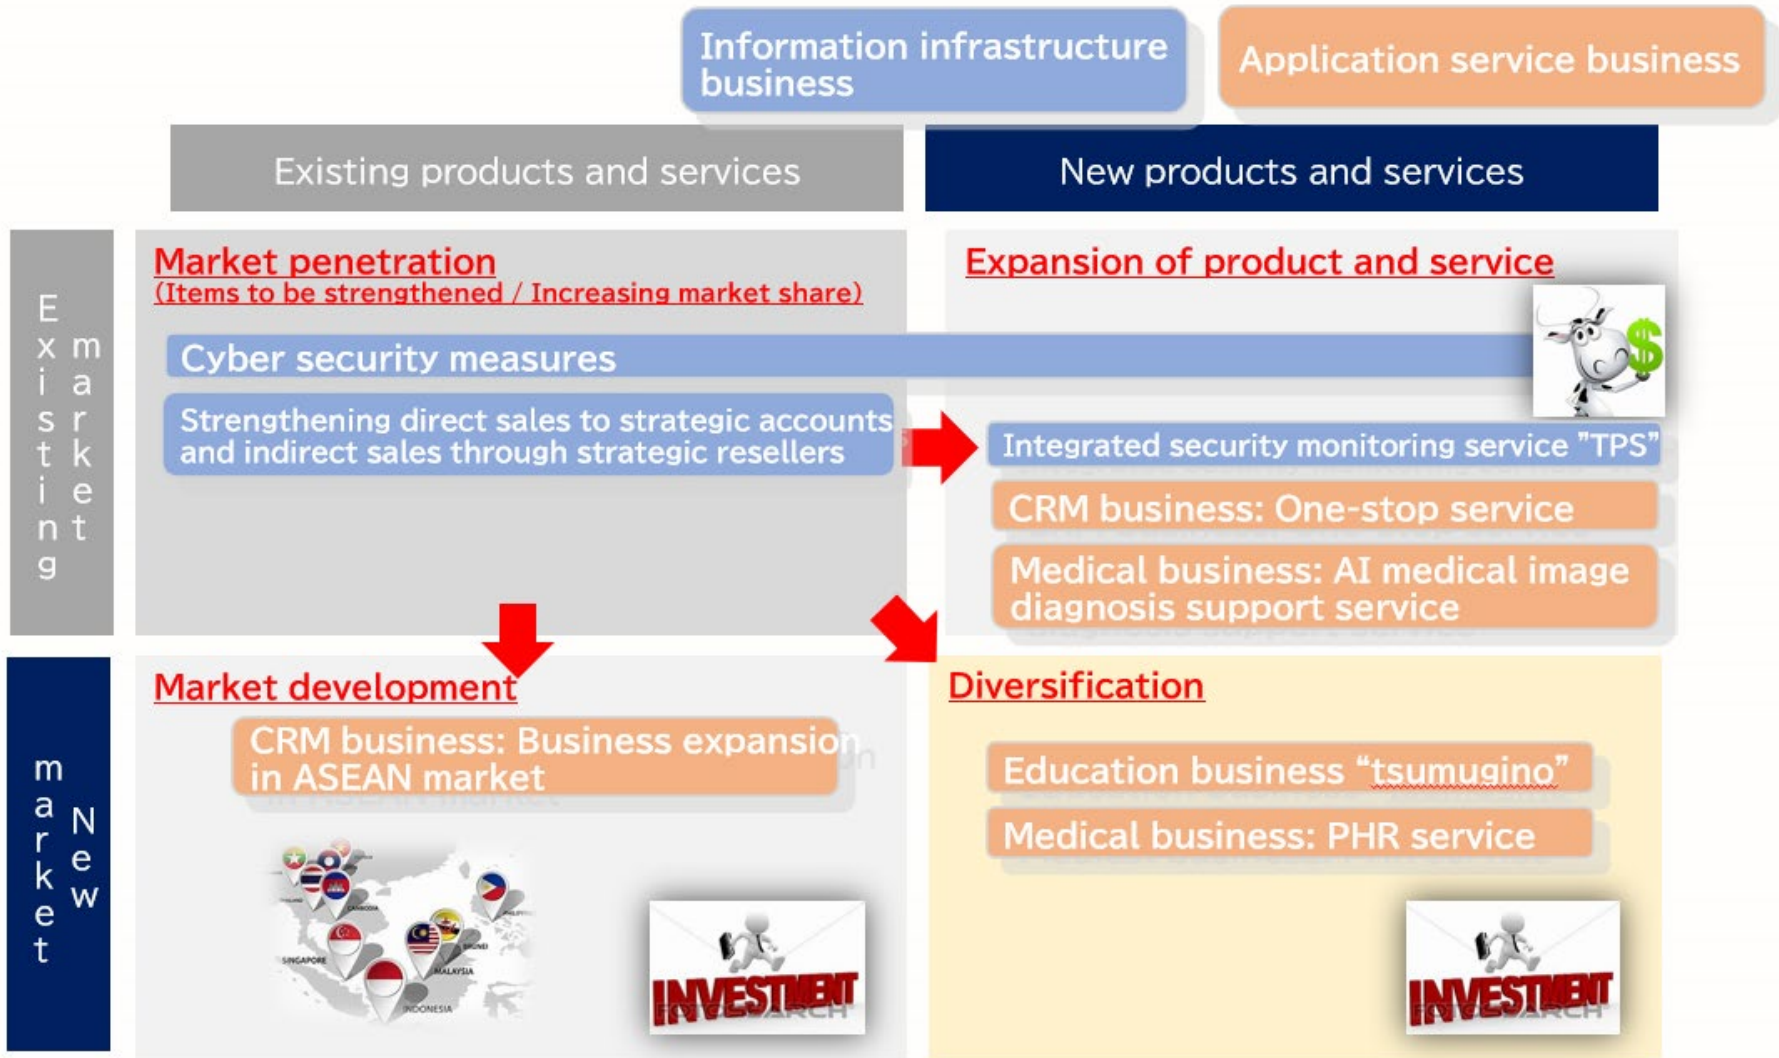 Information infrastructure
business
Application service business
Existing products and services
New products and services
Existing
market
Market penetration
(Items to be strengthened / Increasing market share)
Cyber security measures
Strengthening direct sales to strategic accounts
and indirect sales through strategic resellers
Expansion of product and service
$
Integrated security monitoring service "TPS"
CRM business: One-stop service
Medical business: AI medical image
diagnosis support service
New
market
Market development
CRM business: Business expansion
in ASEAN market
CAMBODIA
SINGAPORE
BRUNEI
MALAYSIA
INDONESIA
INVESTMENT
Diversification
Education business “tsumugino”
Medical business: PHR service
INVESTMENT